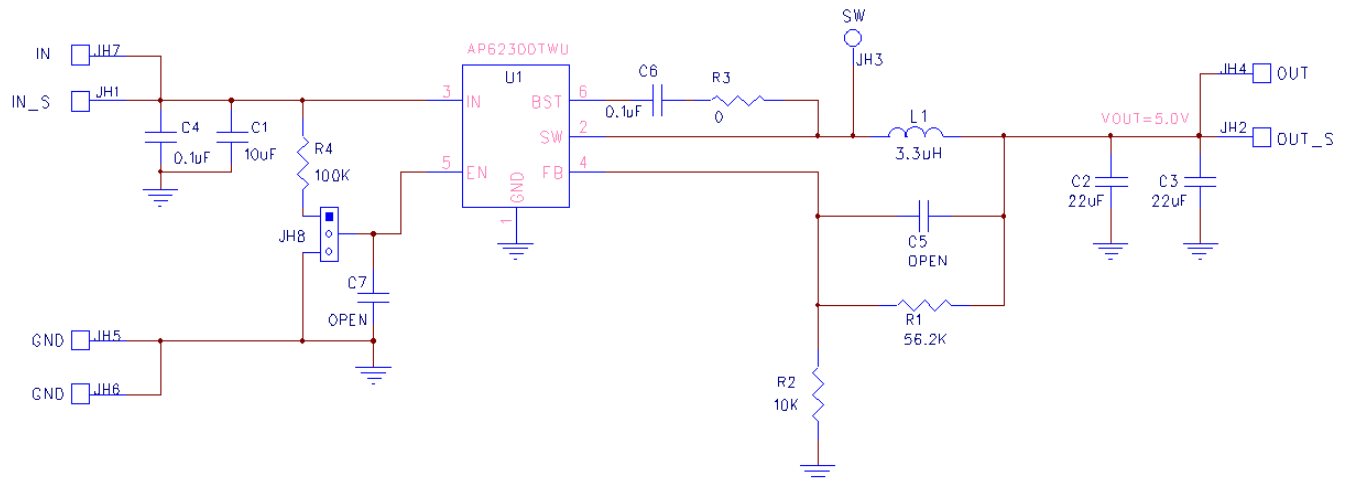 SW
AP62300TWU
IN
JH7
U1
C6
R3
JH3
JH4
OUT
IN_S
JH1
3
IN
BST
6
0.1uF
0
L1
VOUT=5.0V
C4
0.1uF
C1
10uF
SW
2
3.3uH
JH2
OUT_S
R4
100K
5
EN
FB
4
GND
1
C2
22uF
C3
22uF
JH8
C5
OPEN
C7
OPEN
R1
56.2K
GND
JH5
GND
JH6
R2
10K